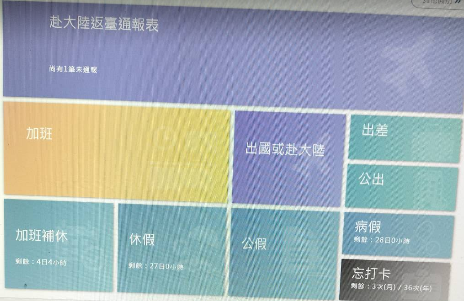 赴大陸返臺通報表
尚有1筆未通報
加班
出國或赴大陸
出差
公出
加班補休
剩餘：4日4小時
休假
剩餘：27日0小時
公假
病假
剩餘：28日0小時
忘打卡
剩餘：3次(月) / 36次(年)